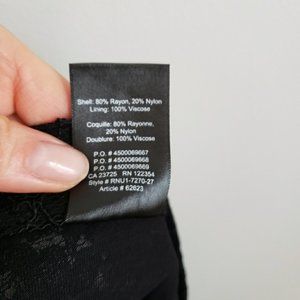 Shell: 80% Rayon, 20% Nylon
Lining: 100% Viscose
Coquille: 80% Rayonne,
20% Nylon
Doublure: 100% Viscose
P.O. # 4500069667
P.O. # 4500069668
P.O. # 4500069669
CA 23725 RN 122354
Style # RNU1-7270-27
Article # 62623